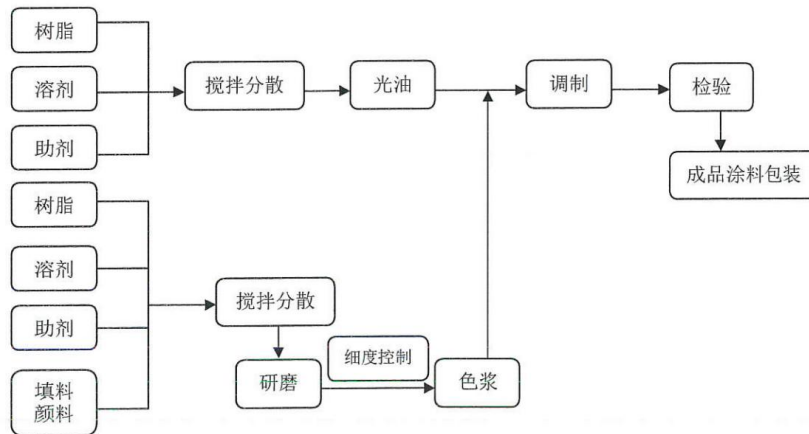 树脂
溶剂
助剂
搅拌分散
光油
调制
检验
成品涂料包装
树脂
溶剂
助剂
填料
颜料
搅拌分散
研磨
细度控制
色浆